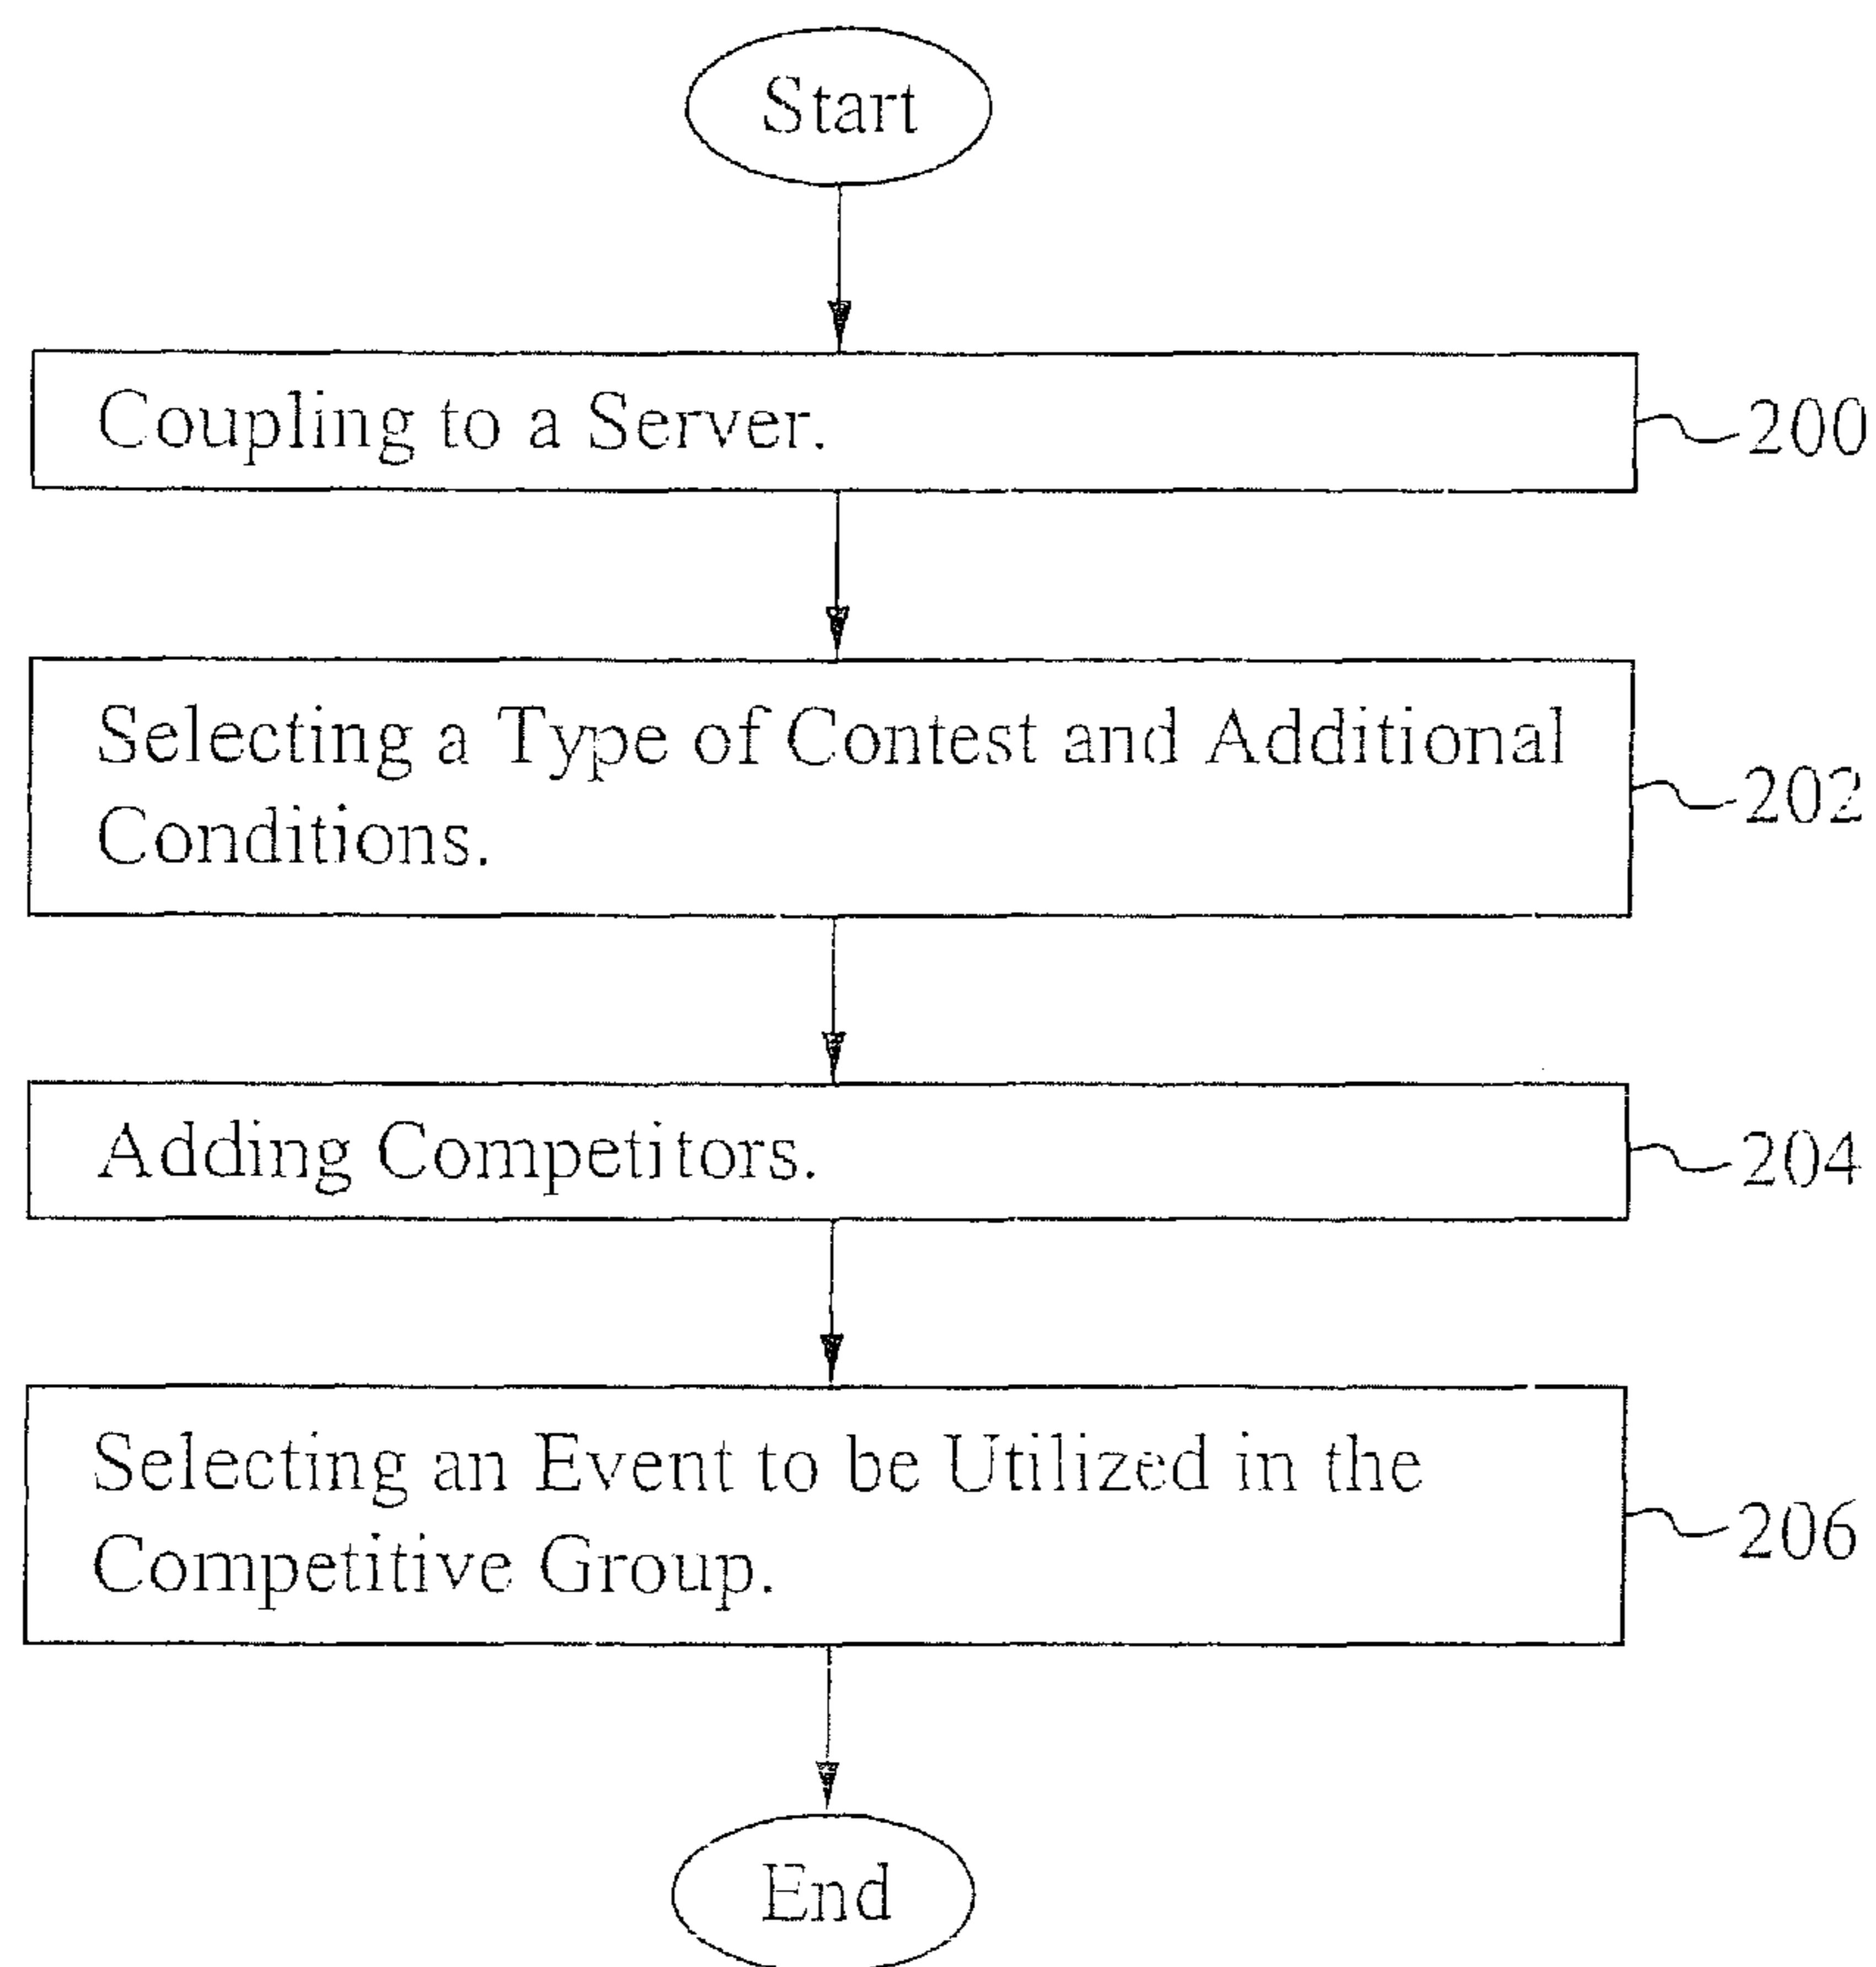 Start
Coupling to a Server.
200
Selecting a Type of Contest and Additional
Conditions.
202
Adding Competitors.
204
Selecting an Event to be Utilized in the
Competitive Group.
206
End